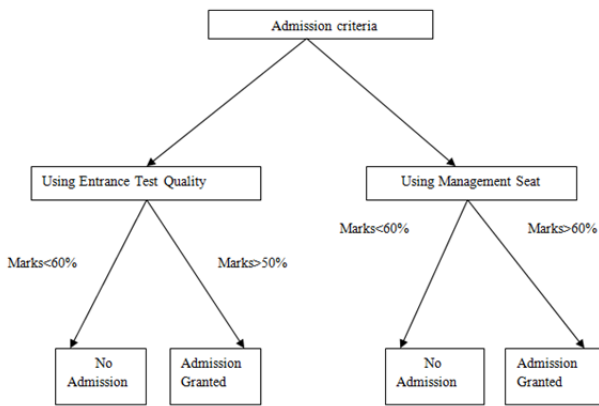 Admission criteria
Using Entrance Test Quality
Using Management Seat
Marks<60%
Marks>50%
Marks<60%
Marks>60%
No
Admission
Admission
Granted
No
Admission
Admission
Granted